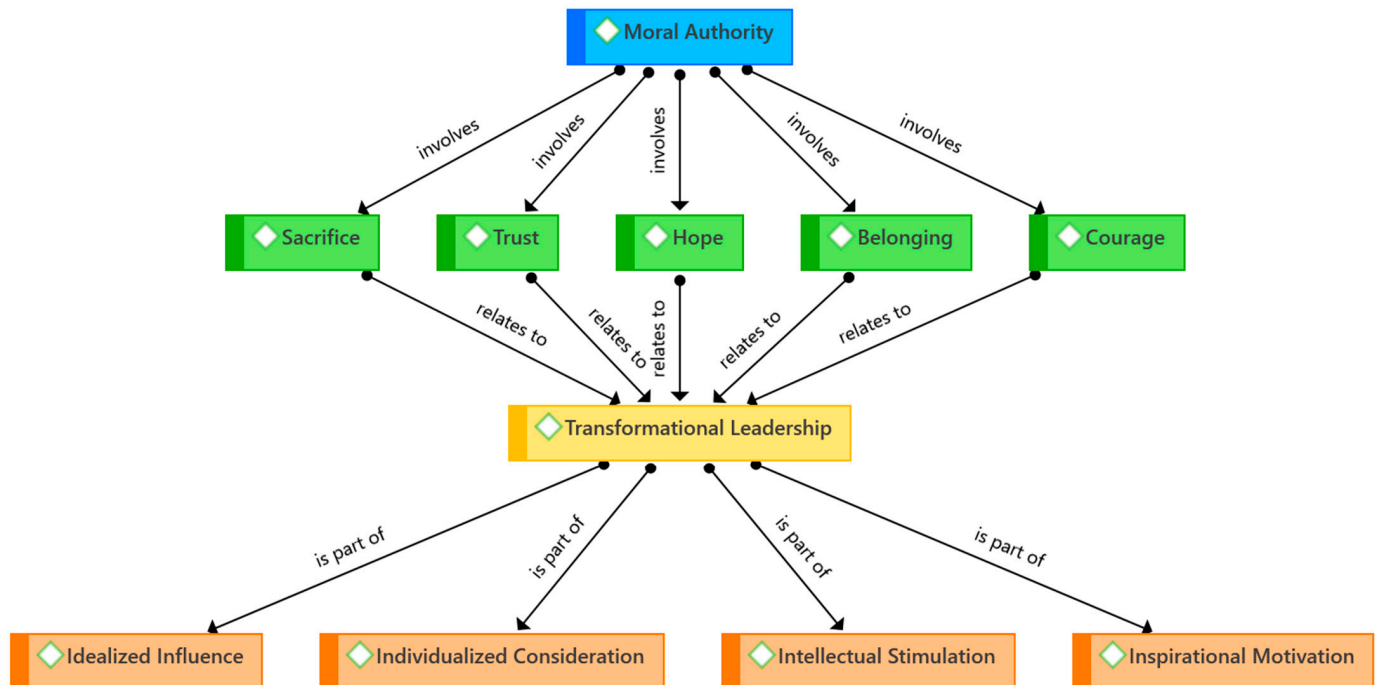 Moral Authority
involves
involves
involves
involves
involves
Sacrifice
Trust
Hope
Belonging
Courage
relates to
relates to
relates to
relates to
relates to
Transformational Leadership
is part of
is part of
is part of
is part of
Idealized Influence
Individualized Consideration
Intellectual Stimulation
Inspirational Motivation